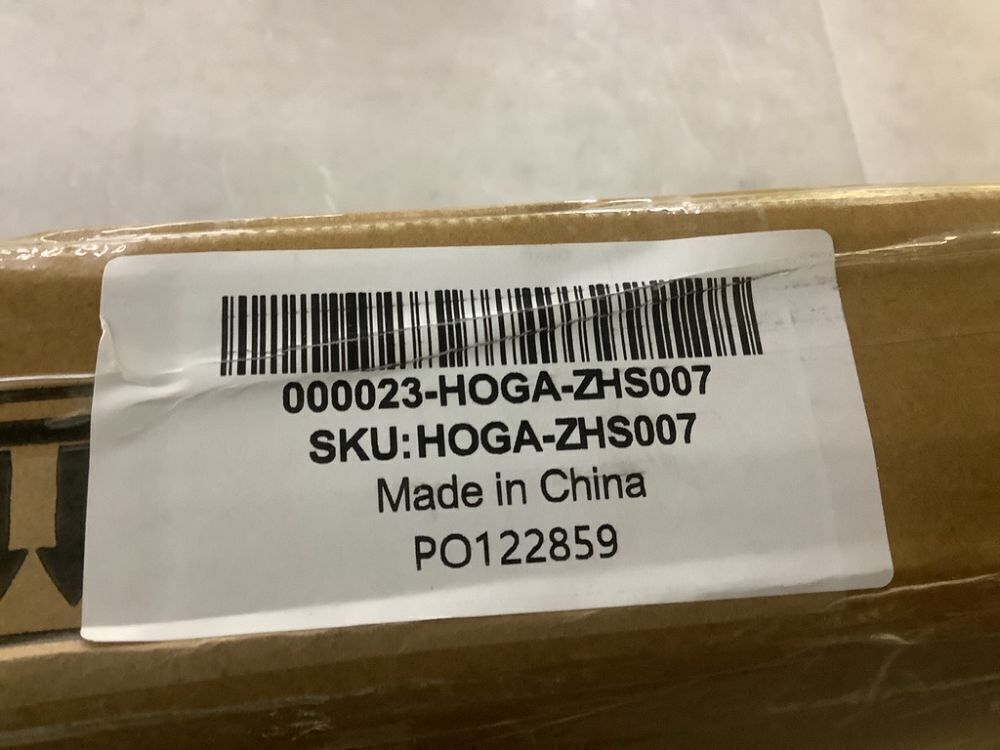 000023-HOGA-ZHS007
SKU:HOGA-ZHS007
Made in China
PO122859